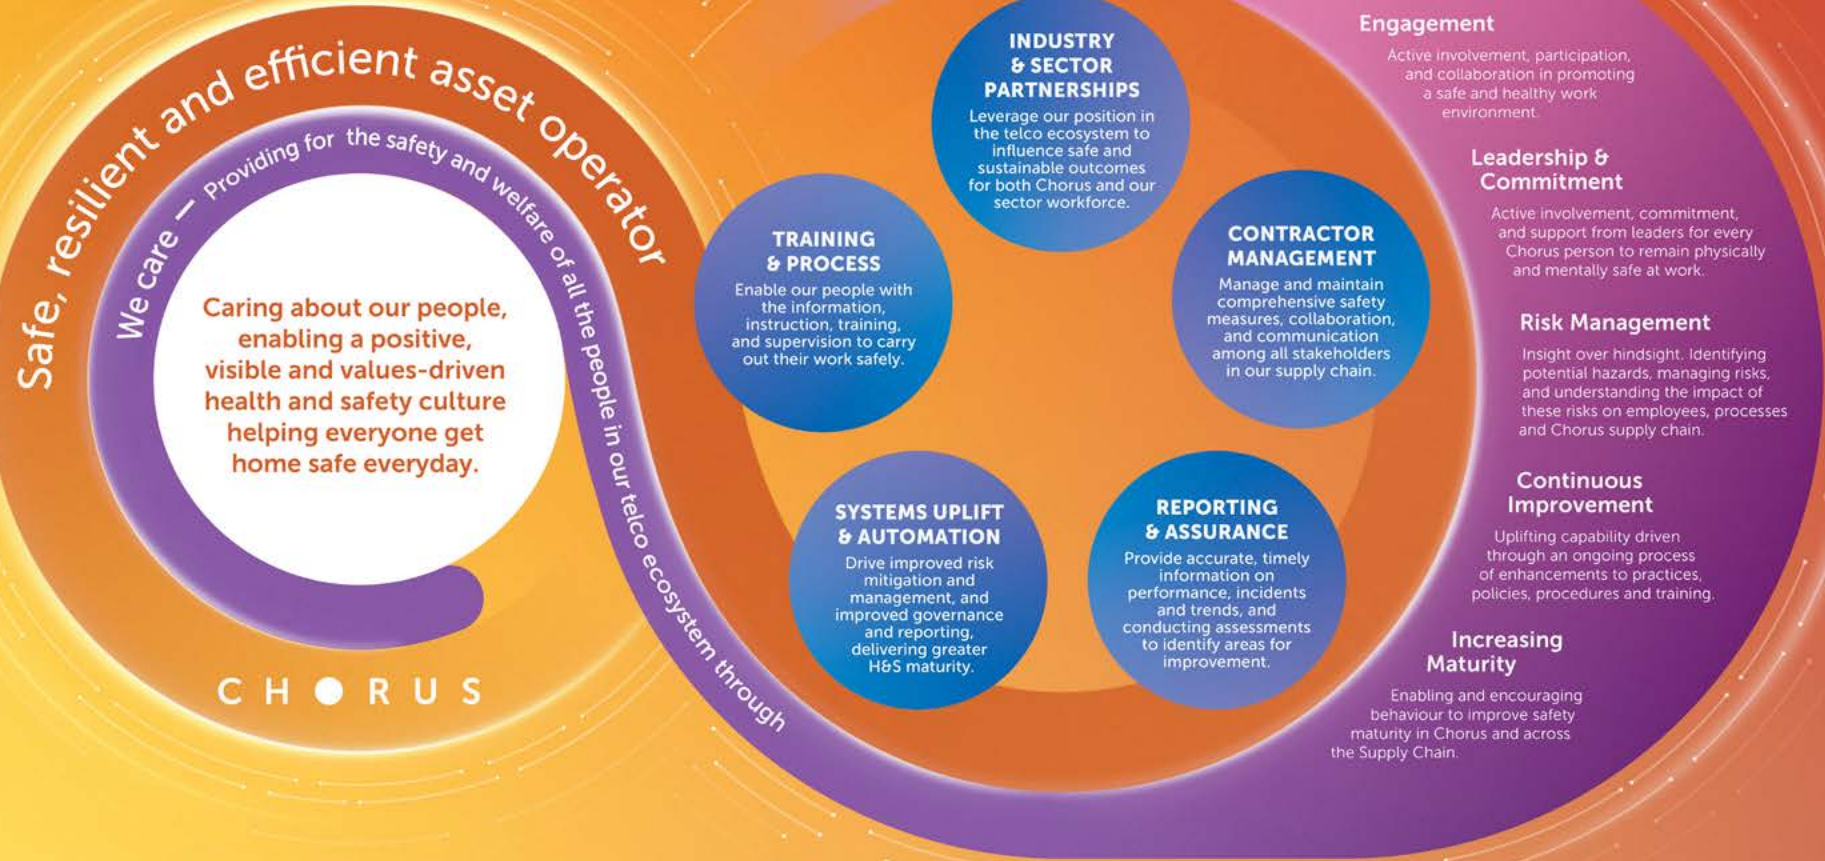 Safe, resilient and efficient asset operator
We care — Providing for the safety and welfare of all the people in our telco ecosystem through
Caring about our people,
enabling a positive,
visible and values-driven
health and safety culture
helping everyone get
home safe everyday.
CHORUS
INDUSTRY
& SECTOR
PARTNERSHIPS
Leverage our position in
the telco ecosystem to
influence safe and
sustainable outcomes
for both Chorus and our
sector workforce.
TRAINING
& PROCESS
Enable our people with
the information,
instruction, training,
and supervision to carry
out their work safely.
CONTRACTOR
MANAGEMENT
Manage and maintain
comprehensive safety
measures, collaboration,
and communication
among all stakeholders
in our supply chain.
SYSTEMS UPLIFT
& AUTOMATION
Drive improved risk
mitigation and
management, and
improved governance
and reporting,
delivering greater
H&S maturity.
REPORTING
& ASSURANCE
Provide accurate, timely
information on
performance, incidents
and trends, and
conducting assessments
to identify areas for
improvement.
Engagement
Active involvement, participation,
and collaboration in promoting
a safe and healthy work
environment.
Leadership &
Commitment
Active involvement, commitment,
and support from leaders for every
Chorus person to remain physically
and mentally safe at work.
Risk Management
Insight over hindsight. Identifying
potential hazards, managing risks,
and understanding the impact of
these risks on employees, processes
and Chorus supply chain.
Continuous
Improvement
Uplifting capability driven
through an ongoing process
of enhancements to practices,
policies, procedures and training.
Increasing
Maturity
Enabling and encouraging
behaviour to improve safety
maturity in Chorus and across
the Supply Chain.